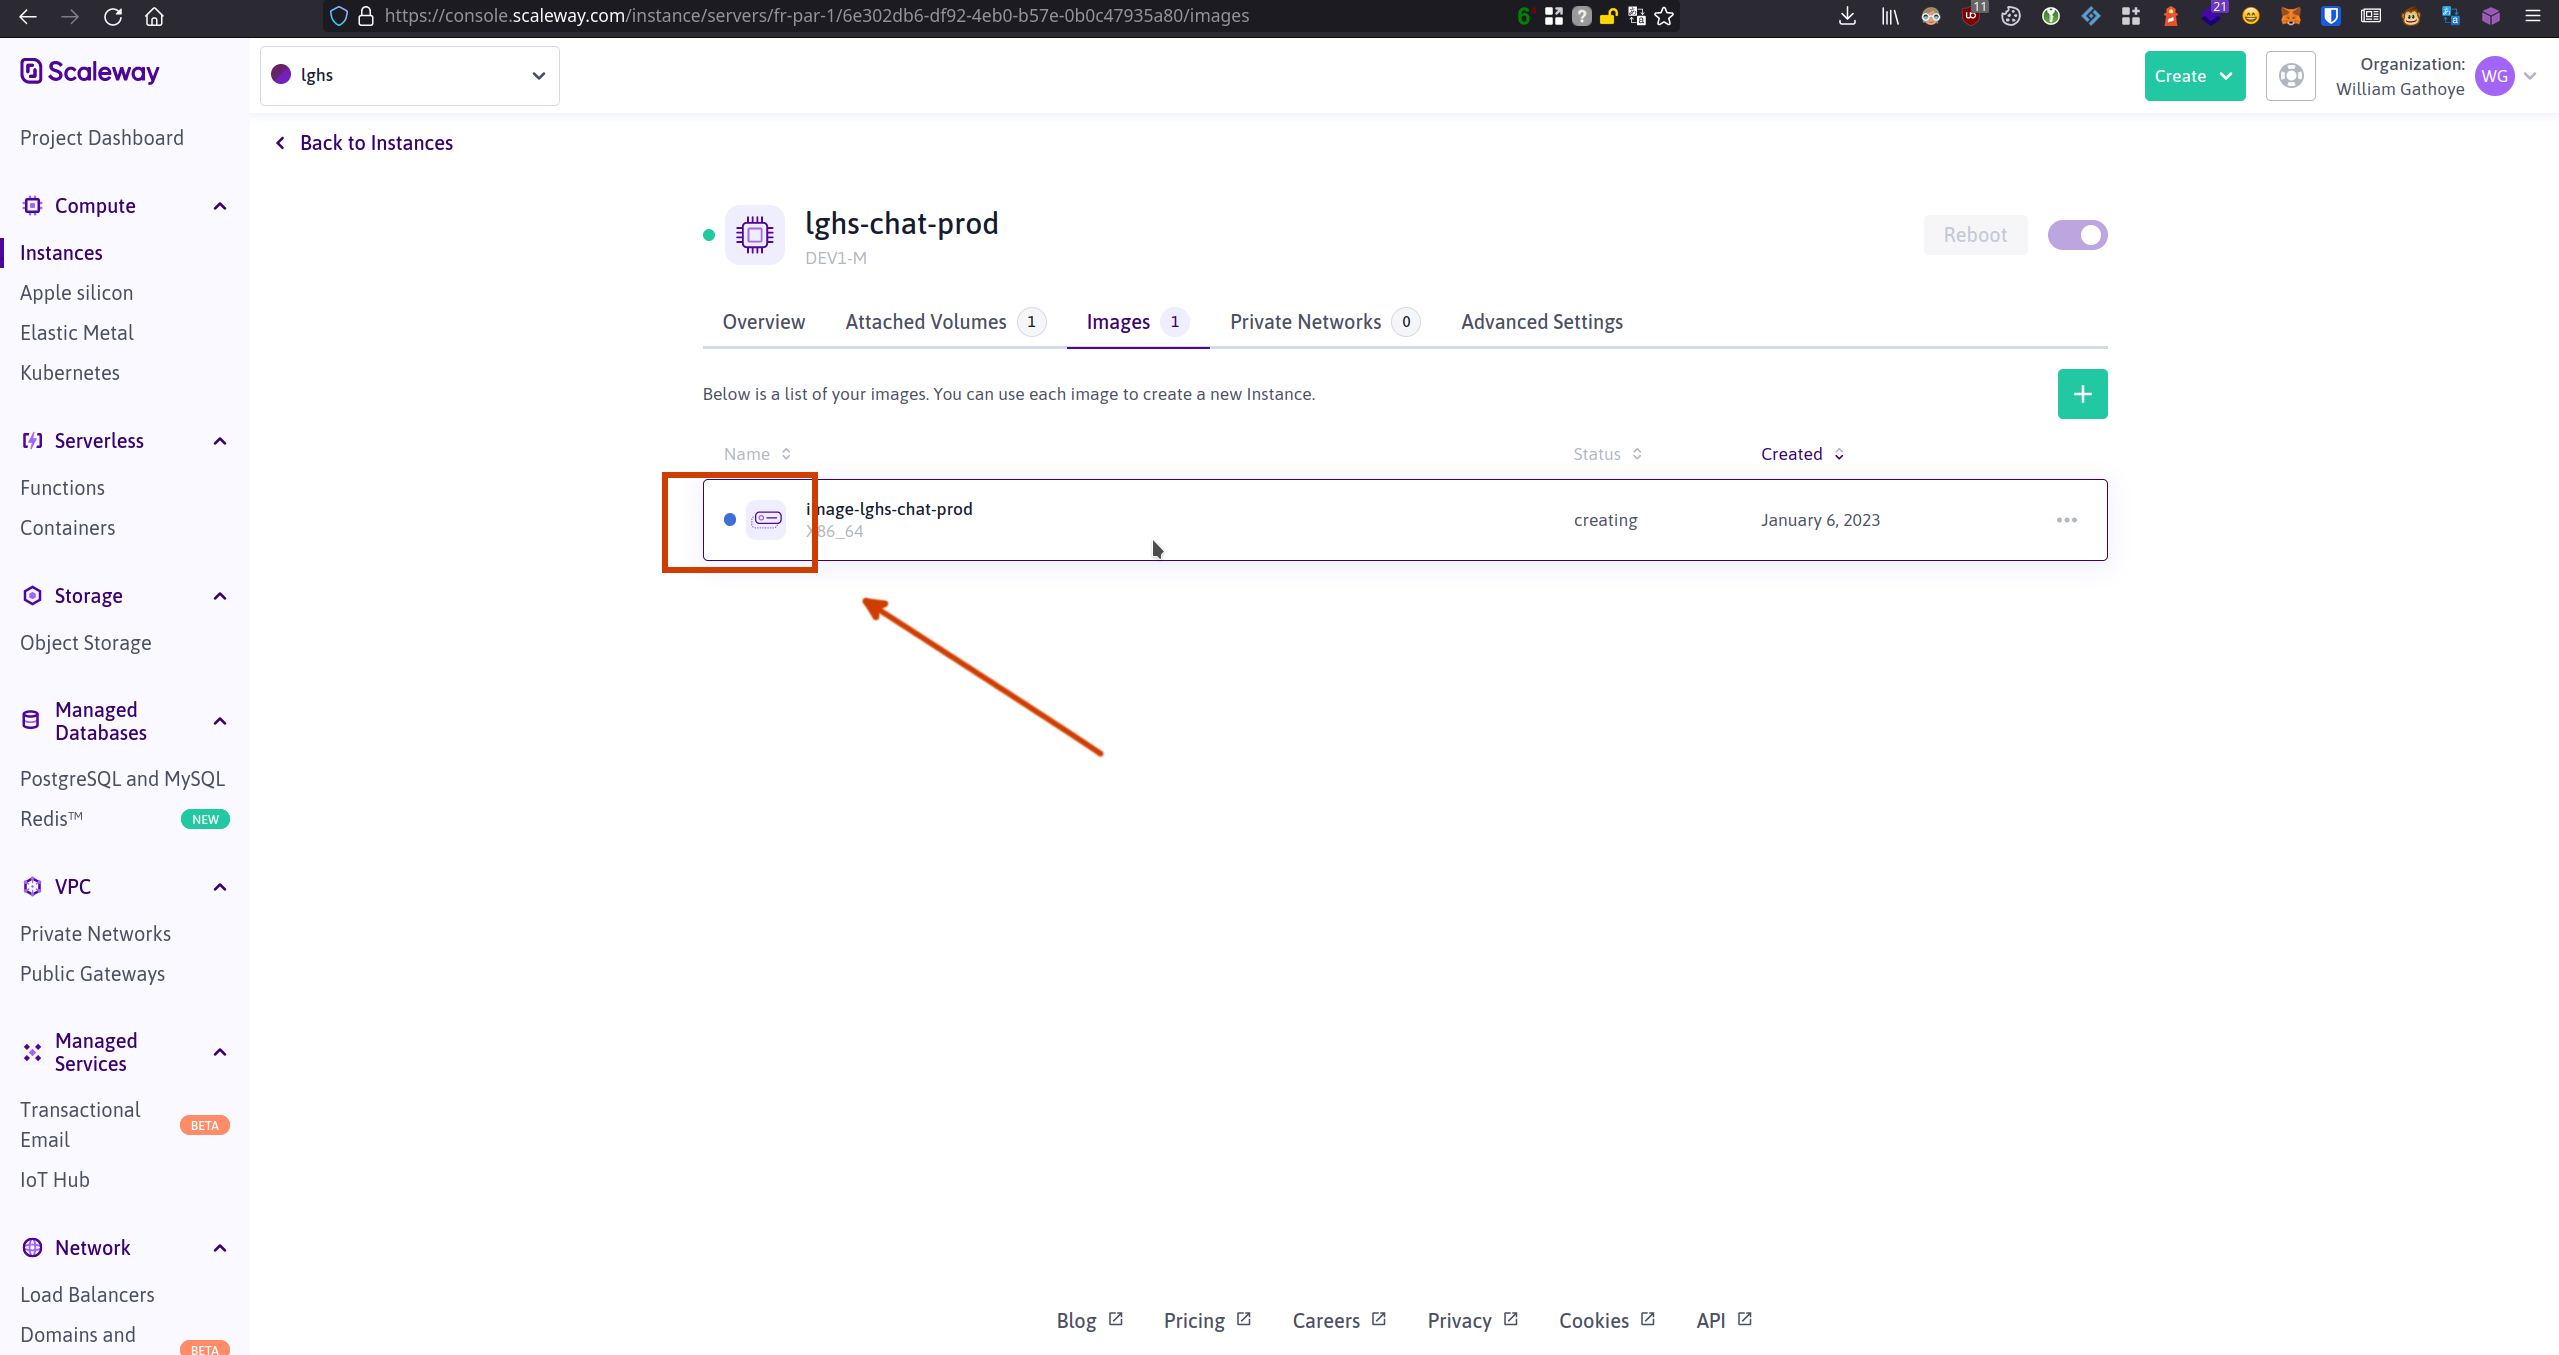 https://console.scaleway.com/instance/servers/fr-par-1/6e302db6-df92-4eb0-b57e-0b0c47935a80/images
6
11
21
Scaleway
lghs
Create
Organization:
William Gathoye
WG
Project Dashboard
Compute
Instances
Apple silicon
Elastic Metal
Kubernetes
Serverless
Functions
Containers
Storage
Object Storage
Managed
Databases
PostgreSQL and MySQL
Redis™ NEW
VPC
Private Networks
Public Gateways
Managed
Services
Transactional
Email BETA
IoT Hub
Network
Load Balancers
Domains and
BETA
Back to Instances
lghs-chat-prod
DEV1-M
Reboot
Overview Attached Volumes 1 Images 1 Private Networks 0 Advanced Settings
Below is a list of your images. You can use each image to create a new Instance.
+
Name Status Created
image-lghs-chat-prod
X86_64
creating January 6, 2023
Blog Pricing Careers Privacy Cookies API